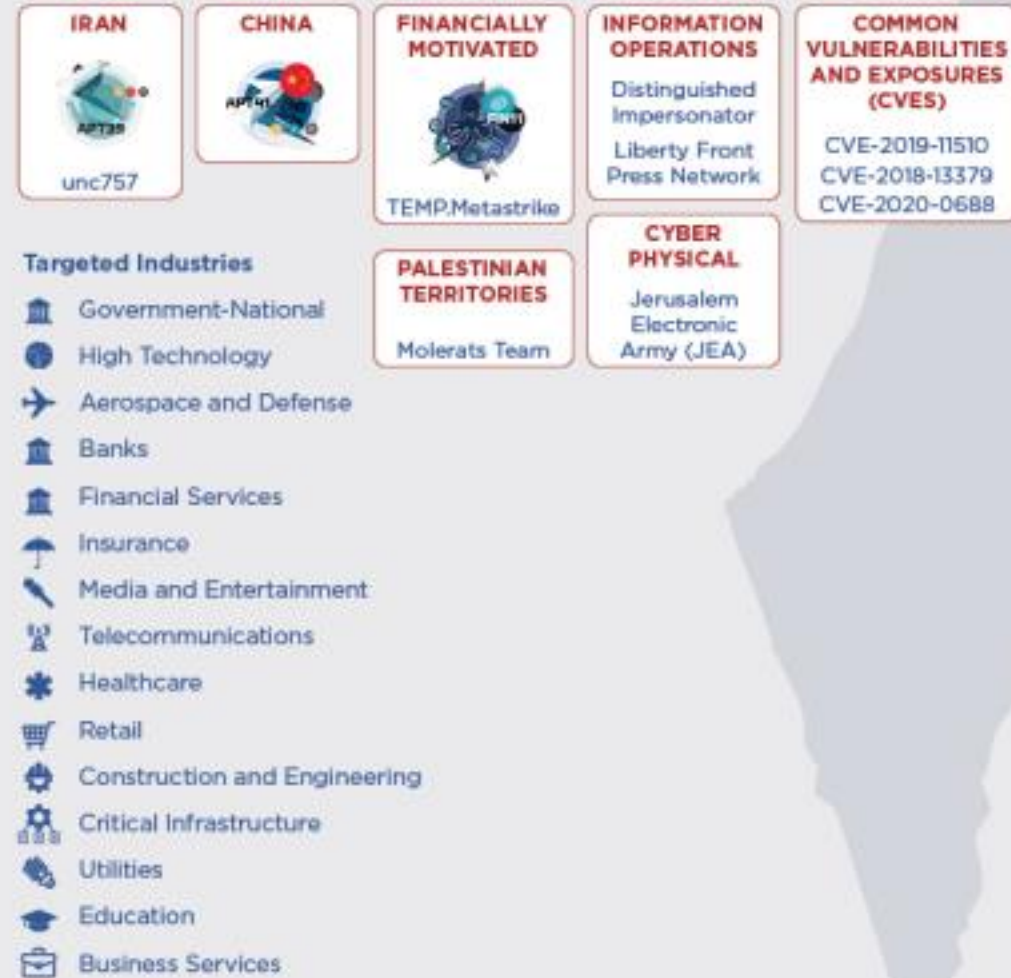 IRAN
APT39
unc757
CHINA
APT41
FINANCIALLY
MOTIVATED
FIN11
TEMP.Metastrike
INFORMATION
OPERATIONS
Distinguished
Impersonator
Liberty Front
Press Network
COMMON
VULNERABILITIES
AND EXPOSURES
(CVES)
CVE-2019-11510
CVE-2018-13379
CVE-2020-0688
PALESTINIAN
TERRITORIES
Molerats Team
CYBER
PHYSICAL
Jerusalem
Electronic
Army (JEA)
Targeted Industries
Government-National
High Technology
Aerospace and Defense
Banks
Financial Services
Insurance
Media and Entertainment
Telecommunications
Healthcare
Retail
Construction and Engineering
Critical Infrastructure
Utilities
Education
Business Services